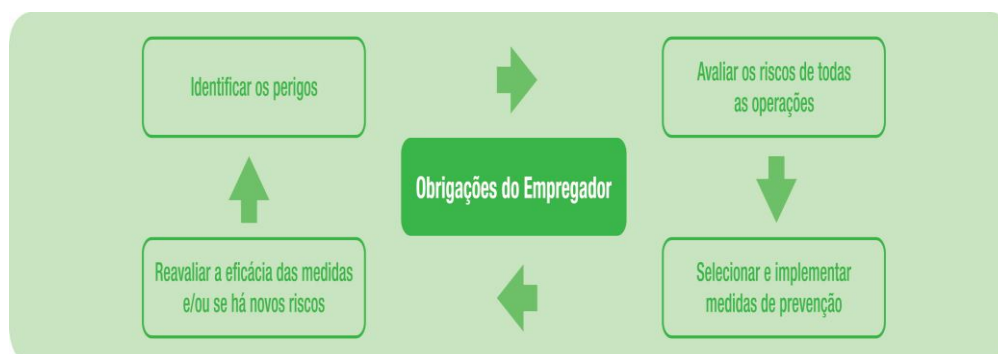 Identificar os perigos
Avaliar os riscos de todas
as operações
Obrigações do Empregador
Reavaliar a eficácia das medidas
e/ou se há novos riscos
Selecionar e implementar
medidas de prevenção